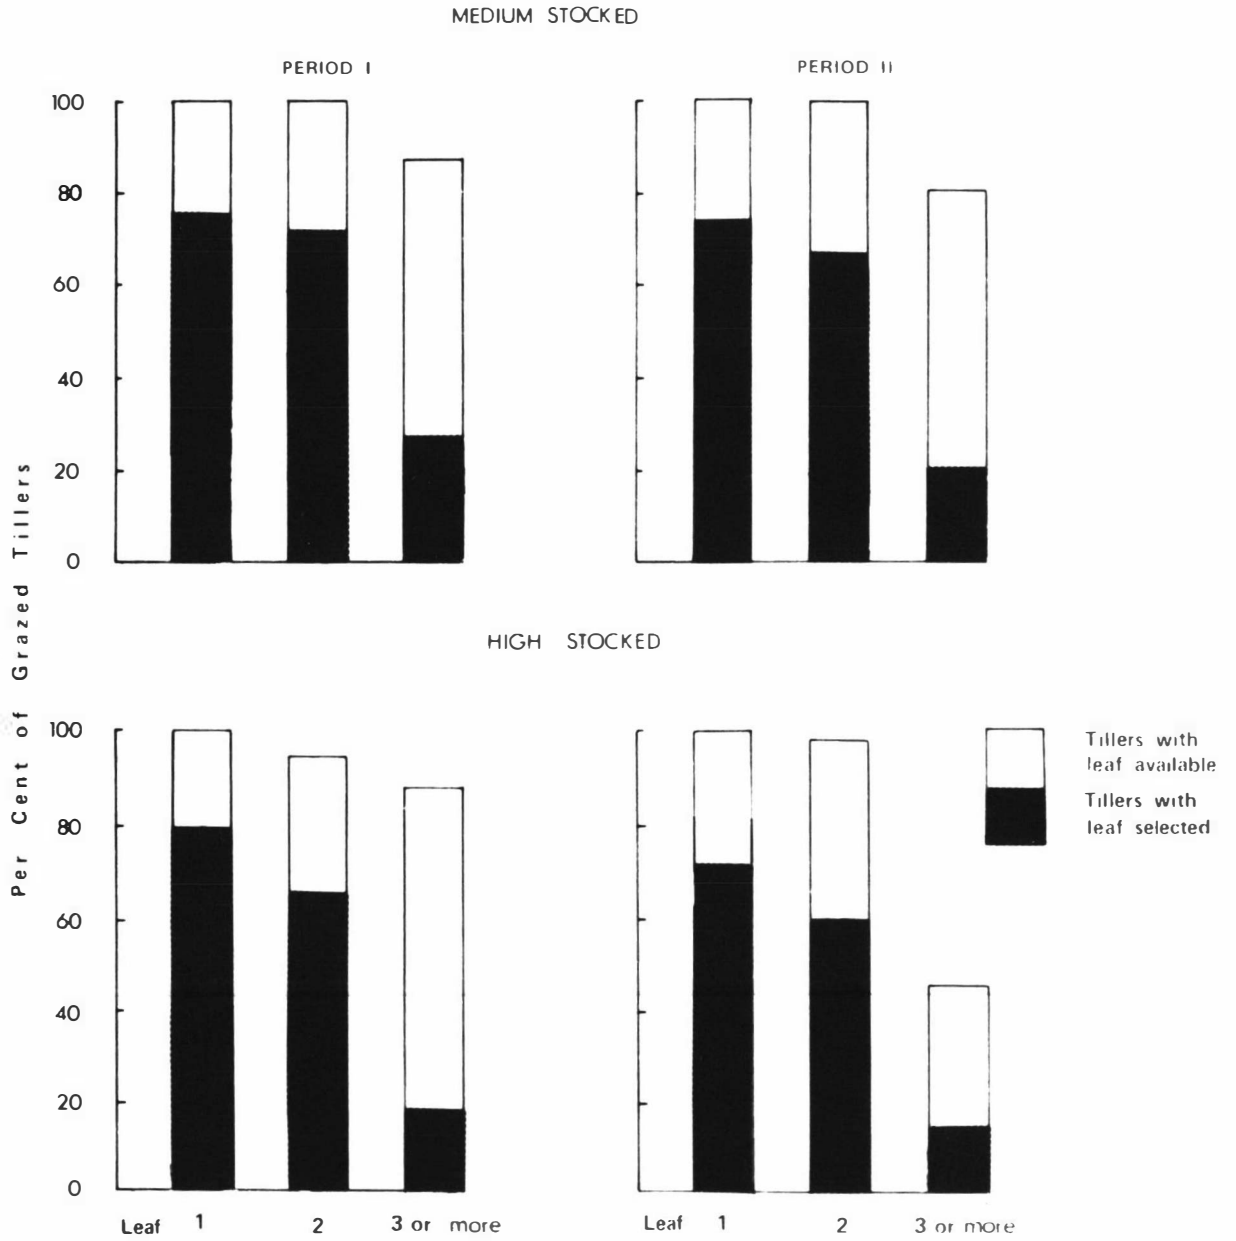 MEDIUM STOCKED
PERIOD I
PERIOD II
100
80
60
40
20
0
Per Cent of Grazed Tillers
HIGH STOCKED
100
80
60
40
20
0
Tillers with
leaf available
Tillers with
leaf selected
Leaf 1 2 3 or more
Leaf 1 2 3 or more